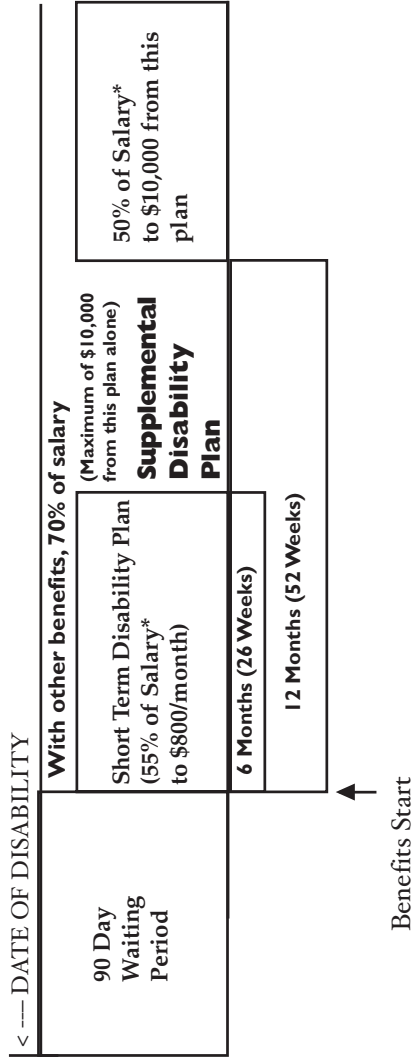 < --- DATE OF DISABILITY
90 Day
Waiting
Period
With other benefits, 70% of salary
Short Term Disability Plan
(55% of Salary*
to $800/month)
(Maximum of $10,000
from this plan alone)
Supplemental
Disability
Plan
50% of Salary*
to $10,000 from this
plan
6 Months (26 Weeks)
12 Months (52 Weeks)
Benefits Start